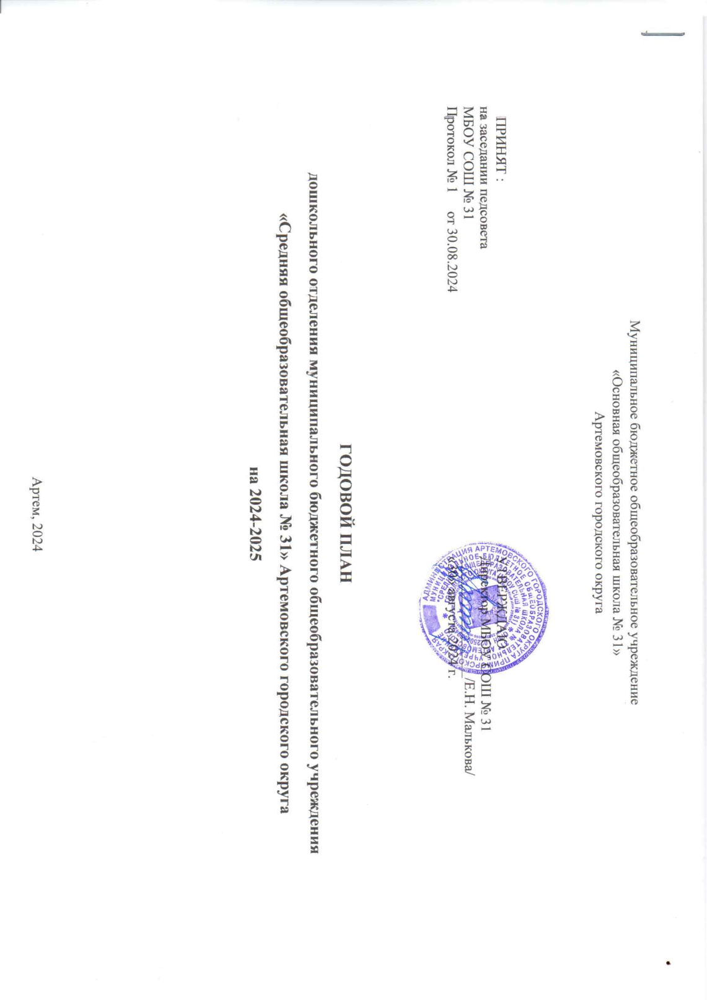 Муниципальное бюджетное общеобразовательное учреждение
«Основная общеобразовательная школа № 31»
Артемовского городского округа
ПРИНЯТ :
на заседании педсовета
МБОУ СОШ № 31
Протокол № 1 от 30.08.2024
УТВЕРЖДАЮ
Директор МБОУ СОШ № 31
/Е.Н. Малькова/
«30» августа 2024 г.
ГОДОВОЙ ПЛАН
дошкольного отделения муниципального бюджетного общеобразовательного учреждения
«Средняя общеобразовательная школа № 31» Артемовского городского округа
на 2024-2025
Артем, 2024